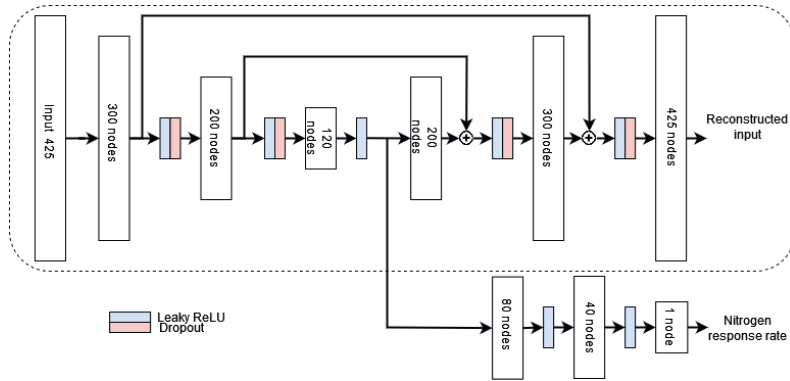 Input 425
300 nodes
200 nodes
120
nodes
200
nodes
300 nodes
425 nodes
Reconstructed
input
80 nodes
40 nodes
1
node
Nitrogen
response rate
Leaky ReLU
Dropout